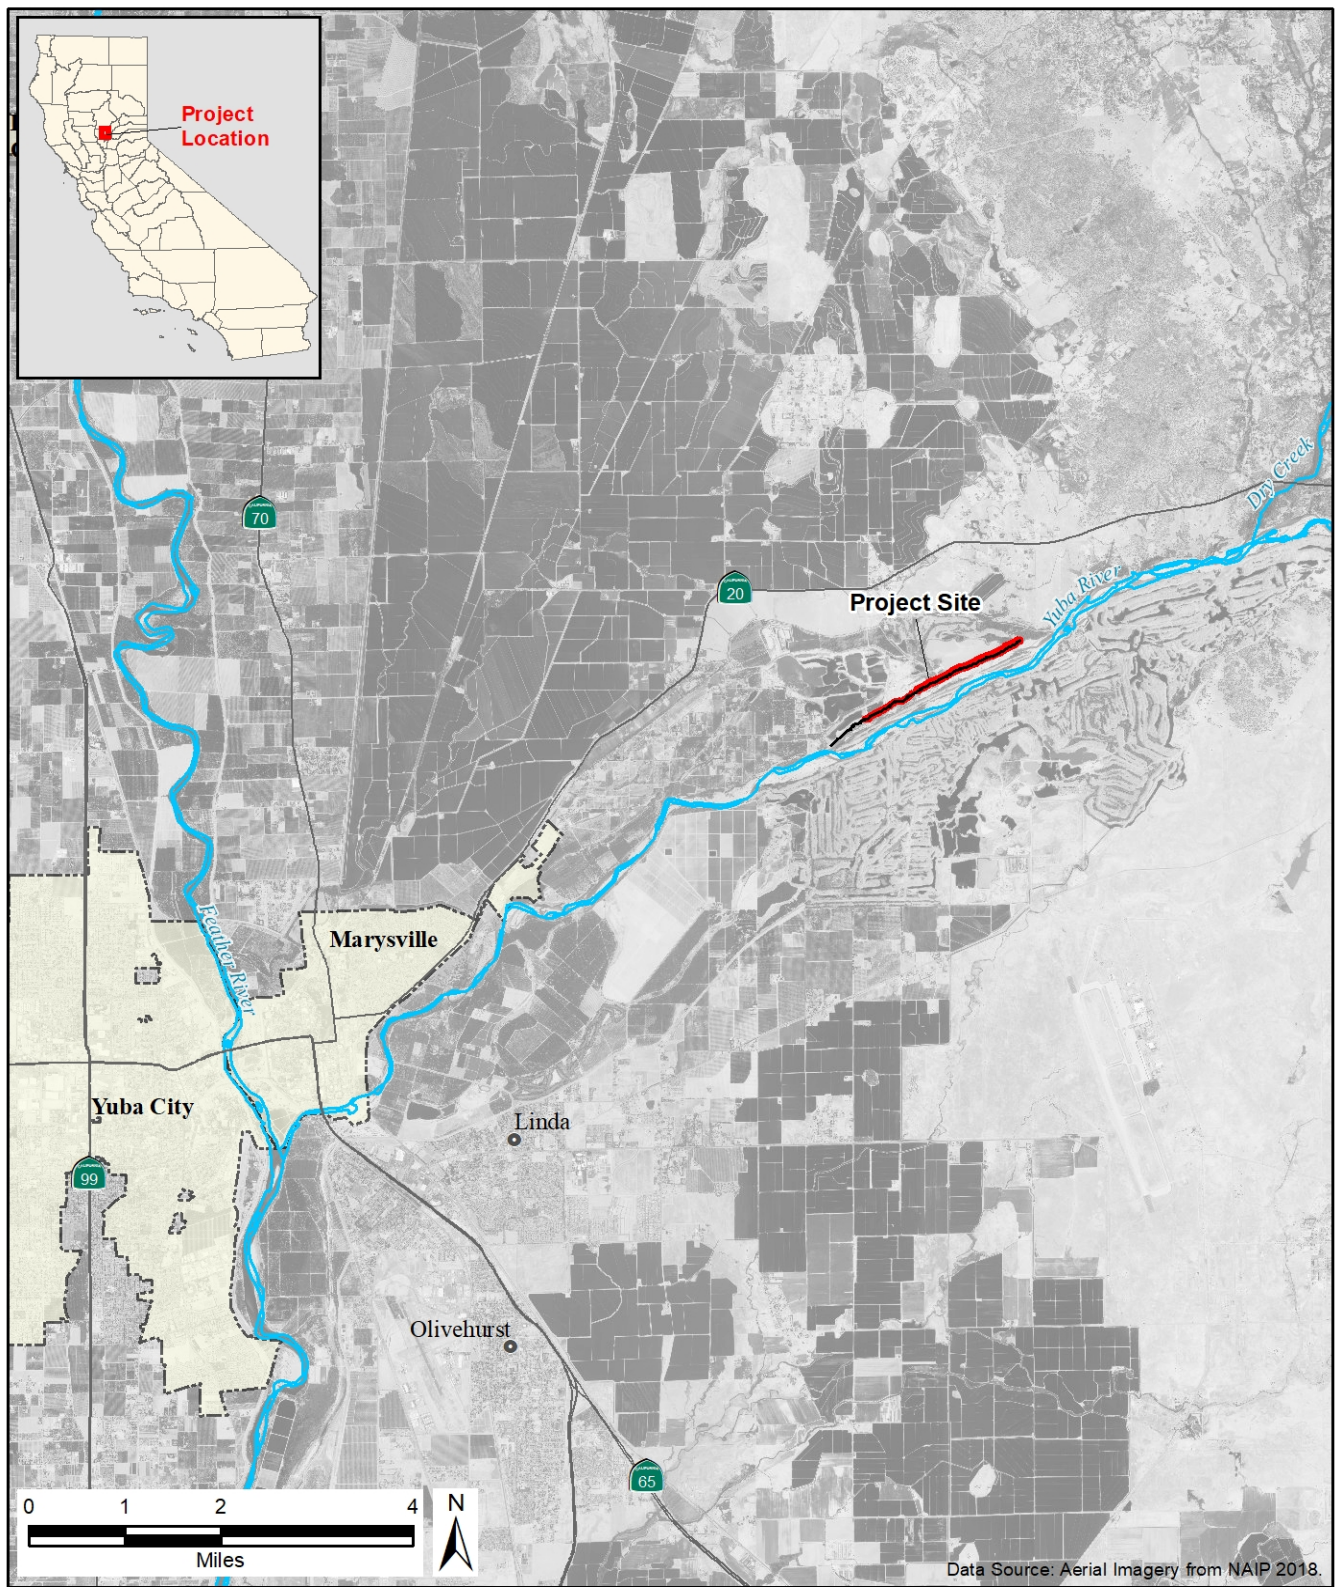 Project
Location
70
20
Project Site
Dry Creek
Yuba River
Feather River
Marysville
Yuba City
99
Linda
Olivehurst
65
0 1 2 4
Miles
N
Data Source: Aerial Imagery from NAIP 2018.